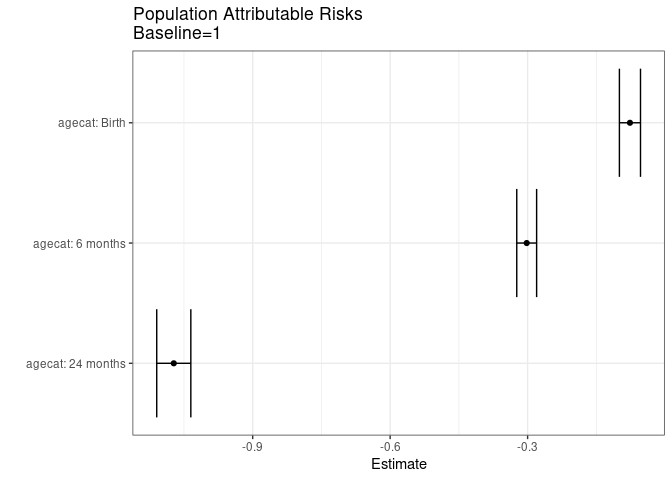 Population Attributable Risks
Baseline=1
agecat: Birth
agecat: 6 months
agecat: 24 months
-0.9 -0.6 -0.3
Estimate